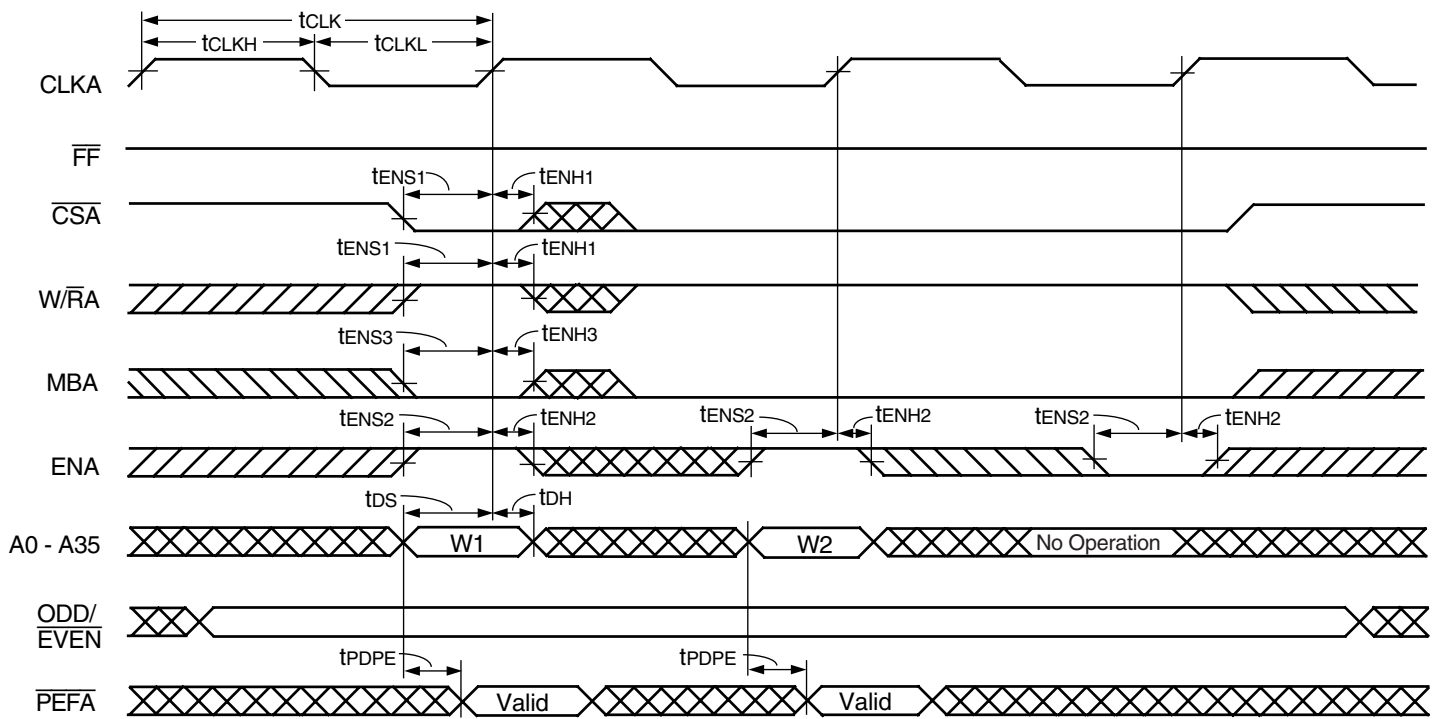 tCLK
tCLKH
tCLKL
CLKA
FF
tENS1
tENH1
CSA
tENS1
tENH1
W/RA
tENS3
tENH3
MBA
tENS2
tENH2
tENS2
tENH2
tENS2
tENH2
ENA
tDS
tDH
A0 - A35
W1
W2
No Operation
ODD/
EVEN
tPDPE
tPDPE
PEFA
Valid
Valid